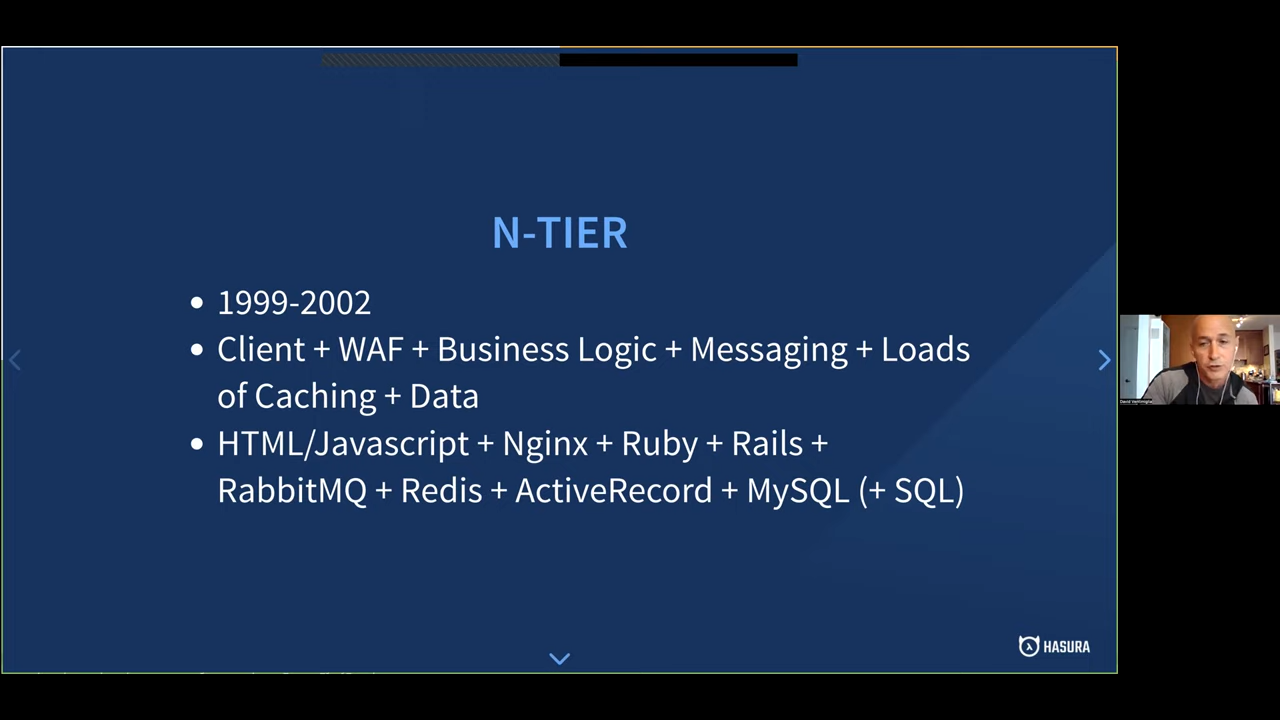 N-TIER
1999-2002
Client + WAF + Business Logic + Messaging + Loads
of Caching + Data
HTML/Javascript + Nginx + Ruby + Rails +
RabbitMQ + Redis + ActiveRecord + MySQL (+ SQL)
HASURA